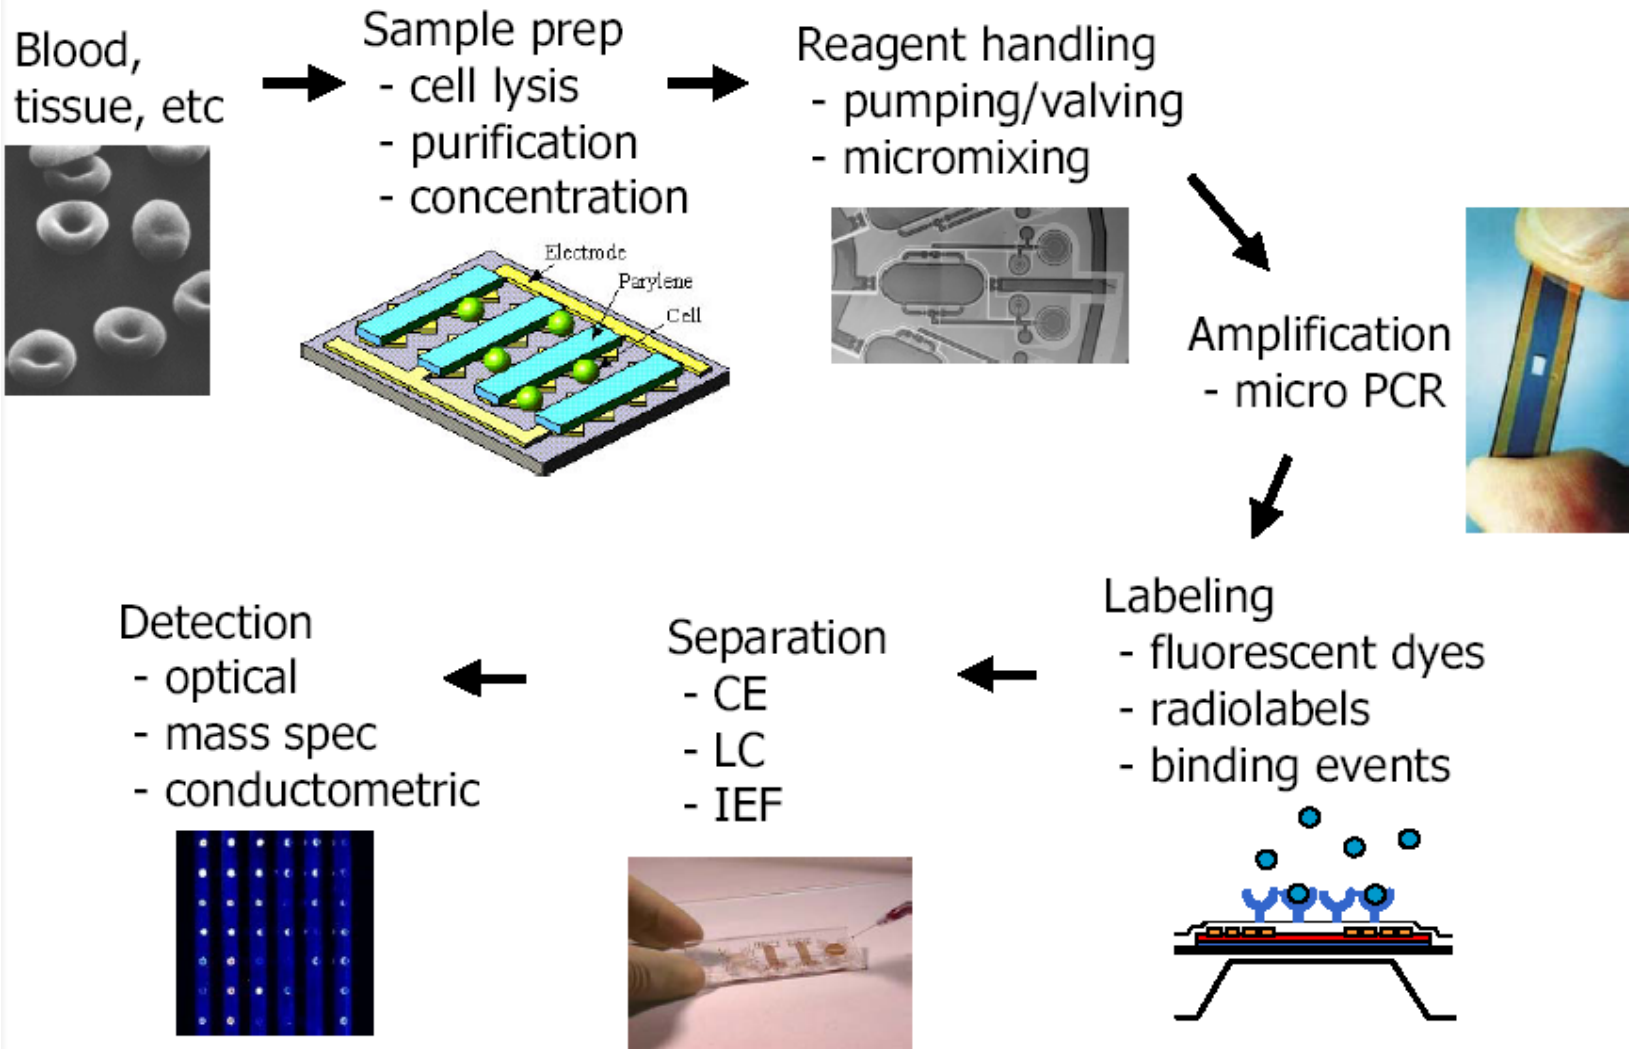 Blood,
tissue, etc
Sample prep
- cell lysis
- purification
- concentration
Electrode
Parylene
Cell
Reagent handling
- pumping/valving
- micromixing
Amplification
- micro PCR
Labeling
- fluorescent dyes
- radiolabels
- binding events
Separation
- CE
- LC
- IEF
Detection
- optical
- mass spec
- conductometric